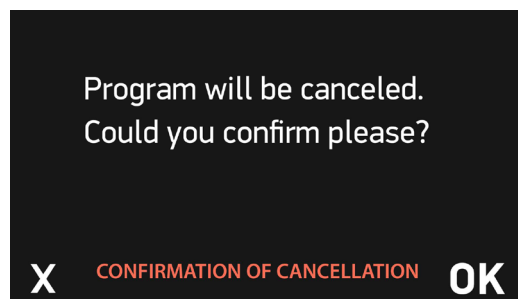 Program will be canceled.
Could you confirm please?
X CONFIRMATION OF CANCELLATION OK